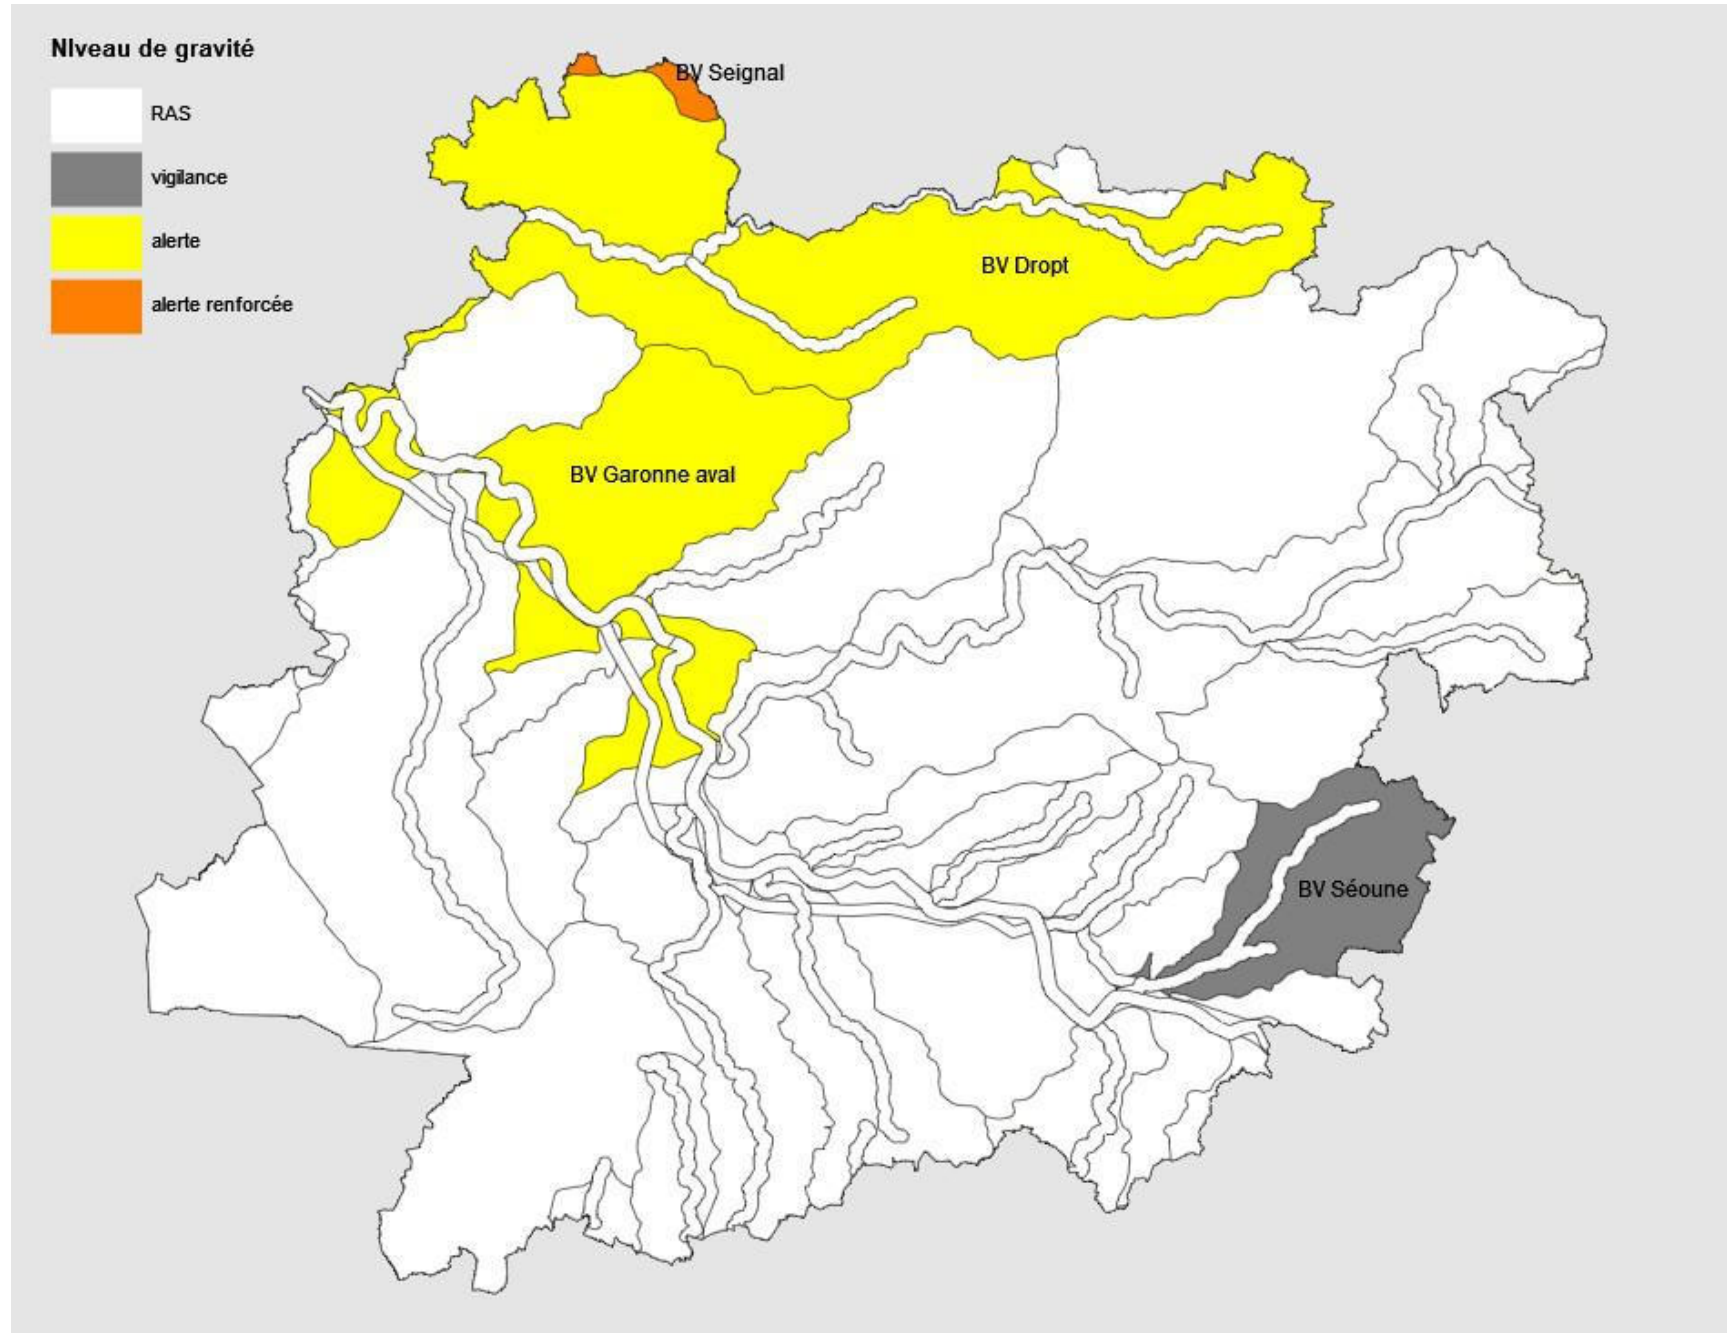 NIveau de gravité
RAS
vigilance
alerte
alerte renforcée
BV Seignal
BV Dropt
BV Garonne aval
BV Séoune